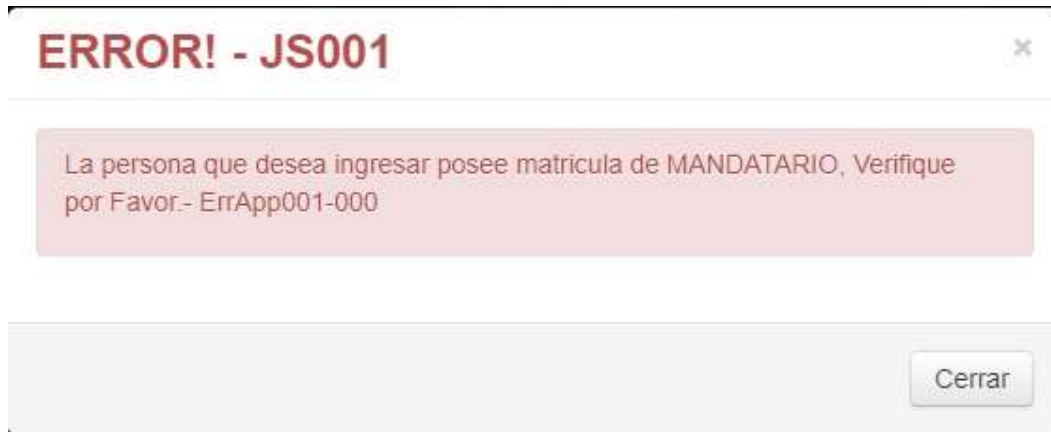 ERROR! - JS001
×
La persona que desea ingresar posee matricula de MANDATARIO, Verifique
por Favor.- ErrApp001-000
Cerrar